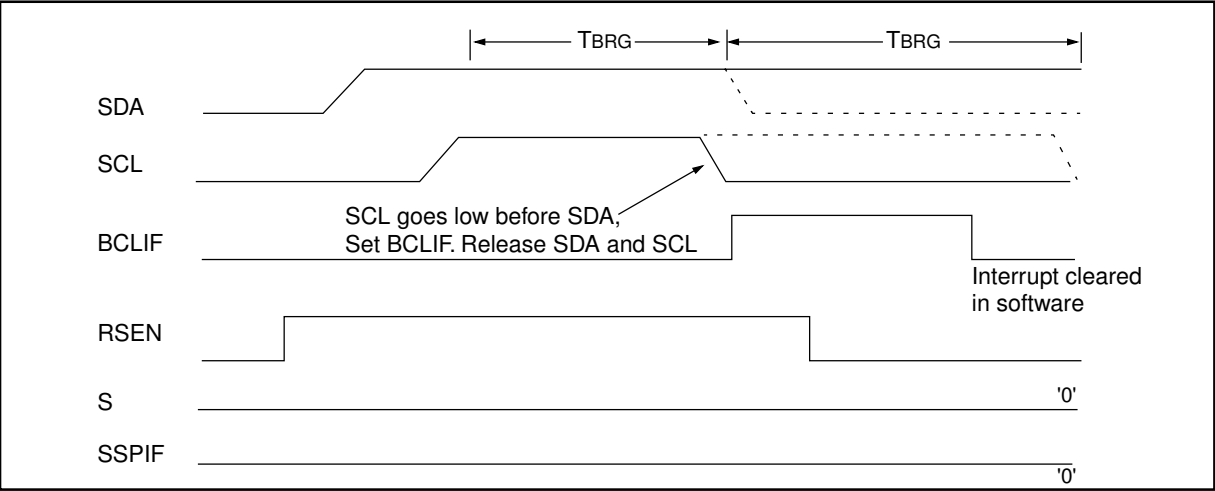 TBRG
TBRG
SDA
SCL
SCL goes low before SDA,
Set BCLIF. Release SDA and SCL
BCLIF
Interrupt cleared
in software
RSEN
S
'0'
SSPIF
'0'